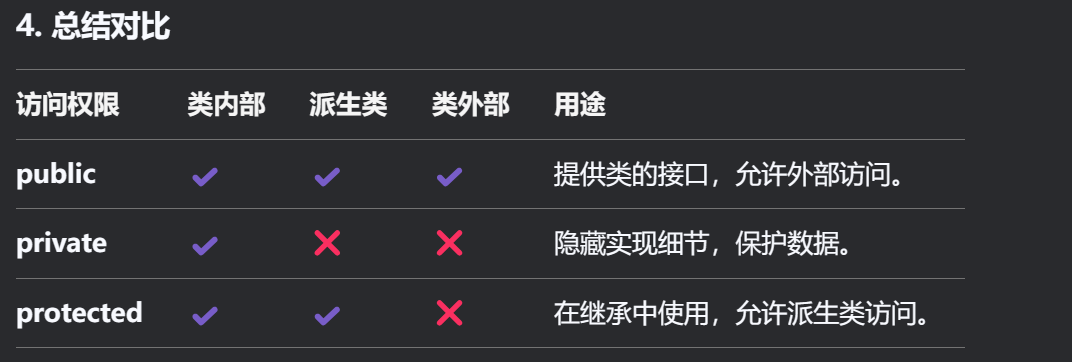 4. 总结对比
访问权限 类内部 派生类 类外部 用途
public ✔ ✔ ✔ 提供类的接口，允许外部访问。
private ✔ ❌ ❌ 隐藏实现细节，保护数据。
protected ✔ ✔ ❌ 在继承中使用，允许派生类访问。